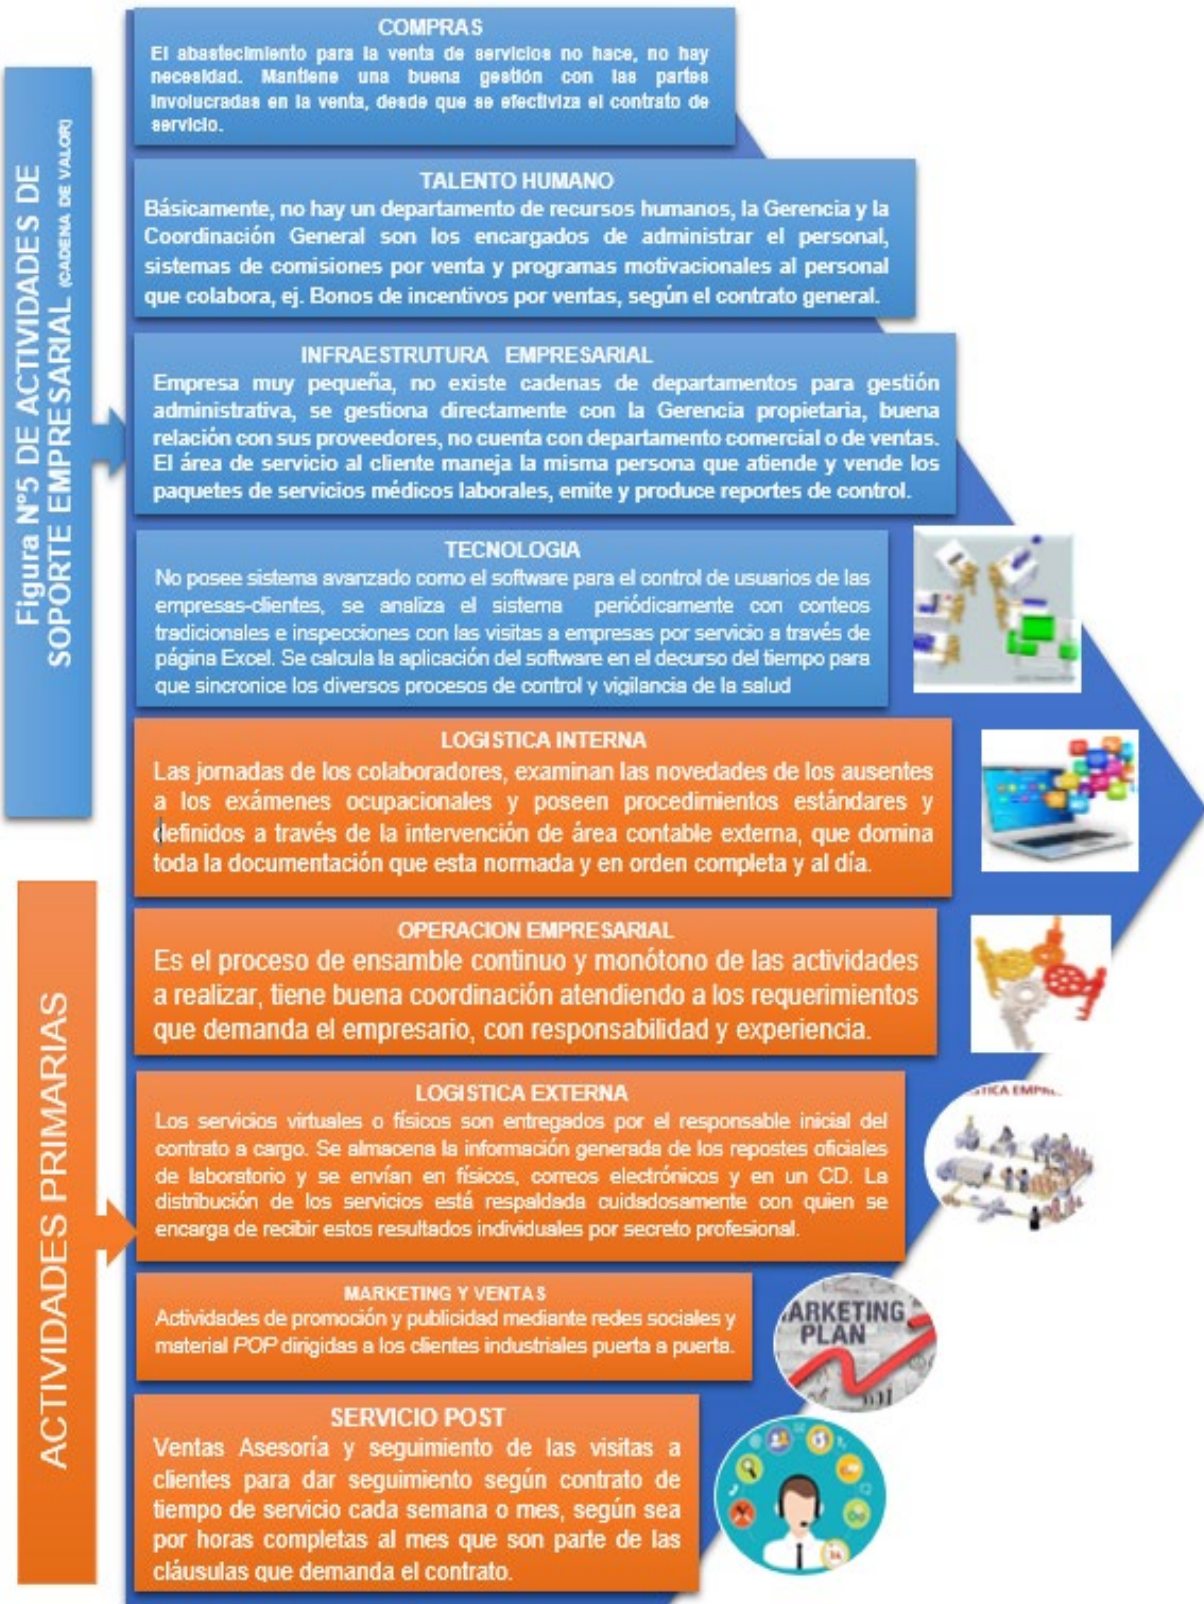 Figura Nº5 DE ACTIVIDADES DE
SOPORTE EMPRESARIAL (CADENA DE VALOR)
COMPRAS
El abastecimiento para la venta de servicios no hace, no hay
necesidad. Mantiene una buena gestión con las partes
involucradas en la venta, desde que se efectiviza el contrato de
servicio.
TALENTO HUMANO
Básicamente, no hay un departamento de recursos humanos, la Gerencia y la
Coordinación General son los encargados de administrar el personal,
sistemas de comisiones por venta y programas motivacionales al personal
que colabora, ej. Bonos de incentivos por ventas, según el contrato general.
INFRAESTRUTURA EMPRESARIAL
Empresa muy pequeña, no existe cadenas de departamentos para gestión
administrativa, se gestiona directamente con la Gerencia propietaria, buena
relación con sus proveedores, no cuenta con departamento comercial o de ventas.
El área de servicio al cliente maneja la misma persona que atiende y vende los
paquetes de servicios médicos laborales, emite y produce reportes de control.
TECNOLOGIA
No posee sistema avanzado como el software para el control de usuarios de las
empresas-clientes, se analiza el sistema periódicamente con conteos
tradicionales e inspecciones con las visitas a empresas por servicio a través de
página Excel. Se calcula la aplicación del software en el decurso del tiempo para
que sincronice los diversos procesos de control y vigilancia de la salud
ACTIVIDADES PRIMARIAS
LOGISTICA INTERNA
Las jornadas de los colaboradores, examinan las novedades de los ausentes
a los exámenes ocupacionales y poseen procedimientos estándares y
definidos a través de la intervención de área contable externa, que domina
toda la documentación que esta normada y en orden completa y al día.
OPERACION EMPRESARIAL
Es el proceso de ensamble continuo y monótono de las actividades
a realizar, tiene buena coordinación atendiendo a los requerimientos
que demanda el empresario, con responsabilidad y experiencia.
LOGISTICA EXTERNA
Los servicios virtuales o físicos son entregados por el responsable inicial del
contrato a cargo. Se almacena la información generada de los repostes oficiales
de laboratorio y se envían en físicos, correos electrónicos y en un CD. La
distribución de los servicios está respaldada cuidadosamente con quien se
encarga de recibir estos resultados individuales por secreto profesional.
STICA EMPR
MARKETING Y VENTAS
Actividades de promoción y publicidad mediante redes sociales y
material POP dirigidas a los clientes industriales puerta a puerta.
ARKETING
PLAN
SERVICIO POST
Ventas Asesoría y seguimiento de las visitas a
clientes para dar seguimiento según contrato de
tiempo de servicio cada semana o mes, según sea
por horas completas al mes que son parte de las
cláusulas que demanda el contrato.